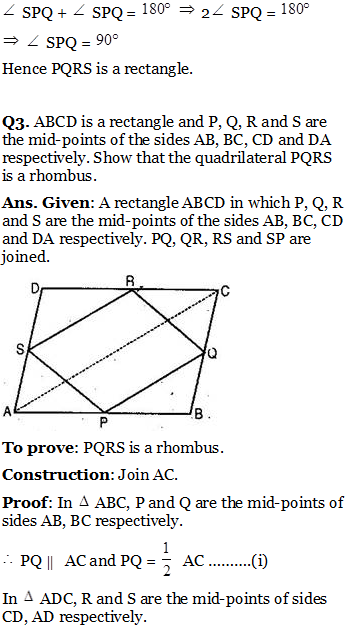 ∠ SPQ + ∠ SPQ = 180° ⇒ 2∠ SPQ = 180°
⇒ ∠ SPQ = 90°
Hence PQRS is a rectangle.
Q3. ABCD is a rectangle and P, Q, R and S are
the mid-points of the sides AB, BC, CD and DA
respectively. Show that the quadrilateral PQRS
is a rhombus.
Ans. Given: A rectangle ABCD in which P, Q, R
and S are the mid-points of the sides AB, BC, CD
and DA respectively. PQ, QR, RS and SP are
joined.
D R C
S Q
A P B
To prove: PQRS is a rhombus.
Construction: Join AC.
Proof: In Δ ABC, P and Q are the mid-points of
sides AB, BC respectively.
∴ PQ || AC and PQ = 1/2 AC ..........(i)
In Δ ADC, R and S are the mid-points of sides
CD, AD respectively.